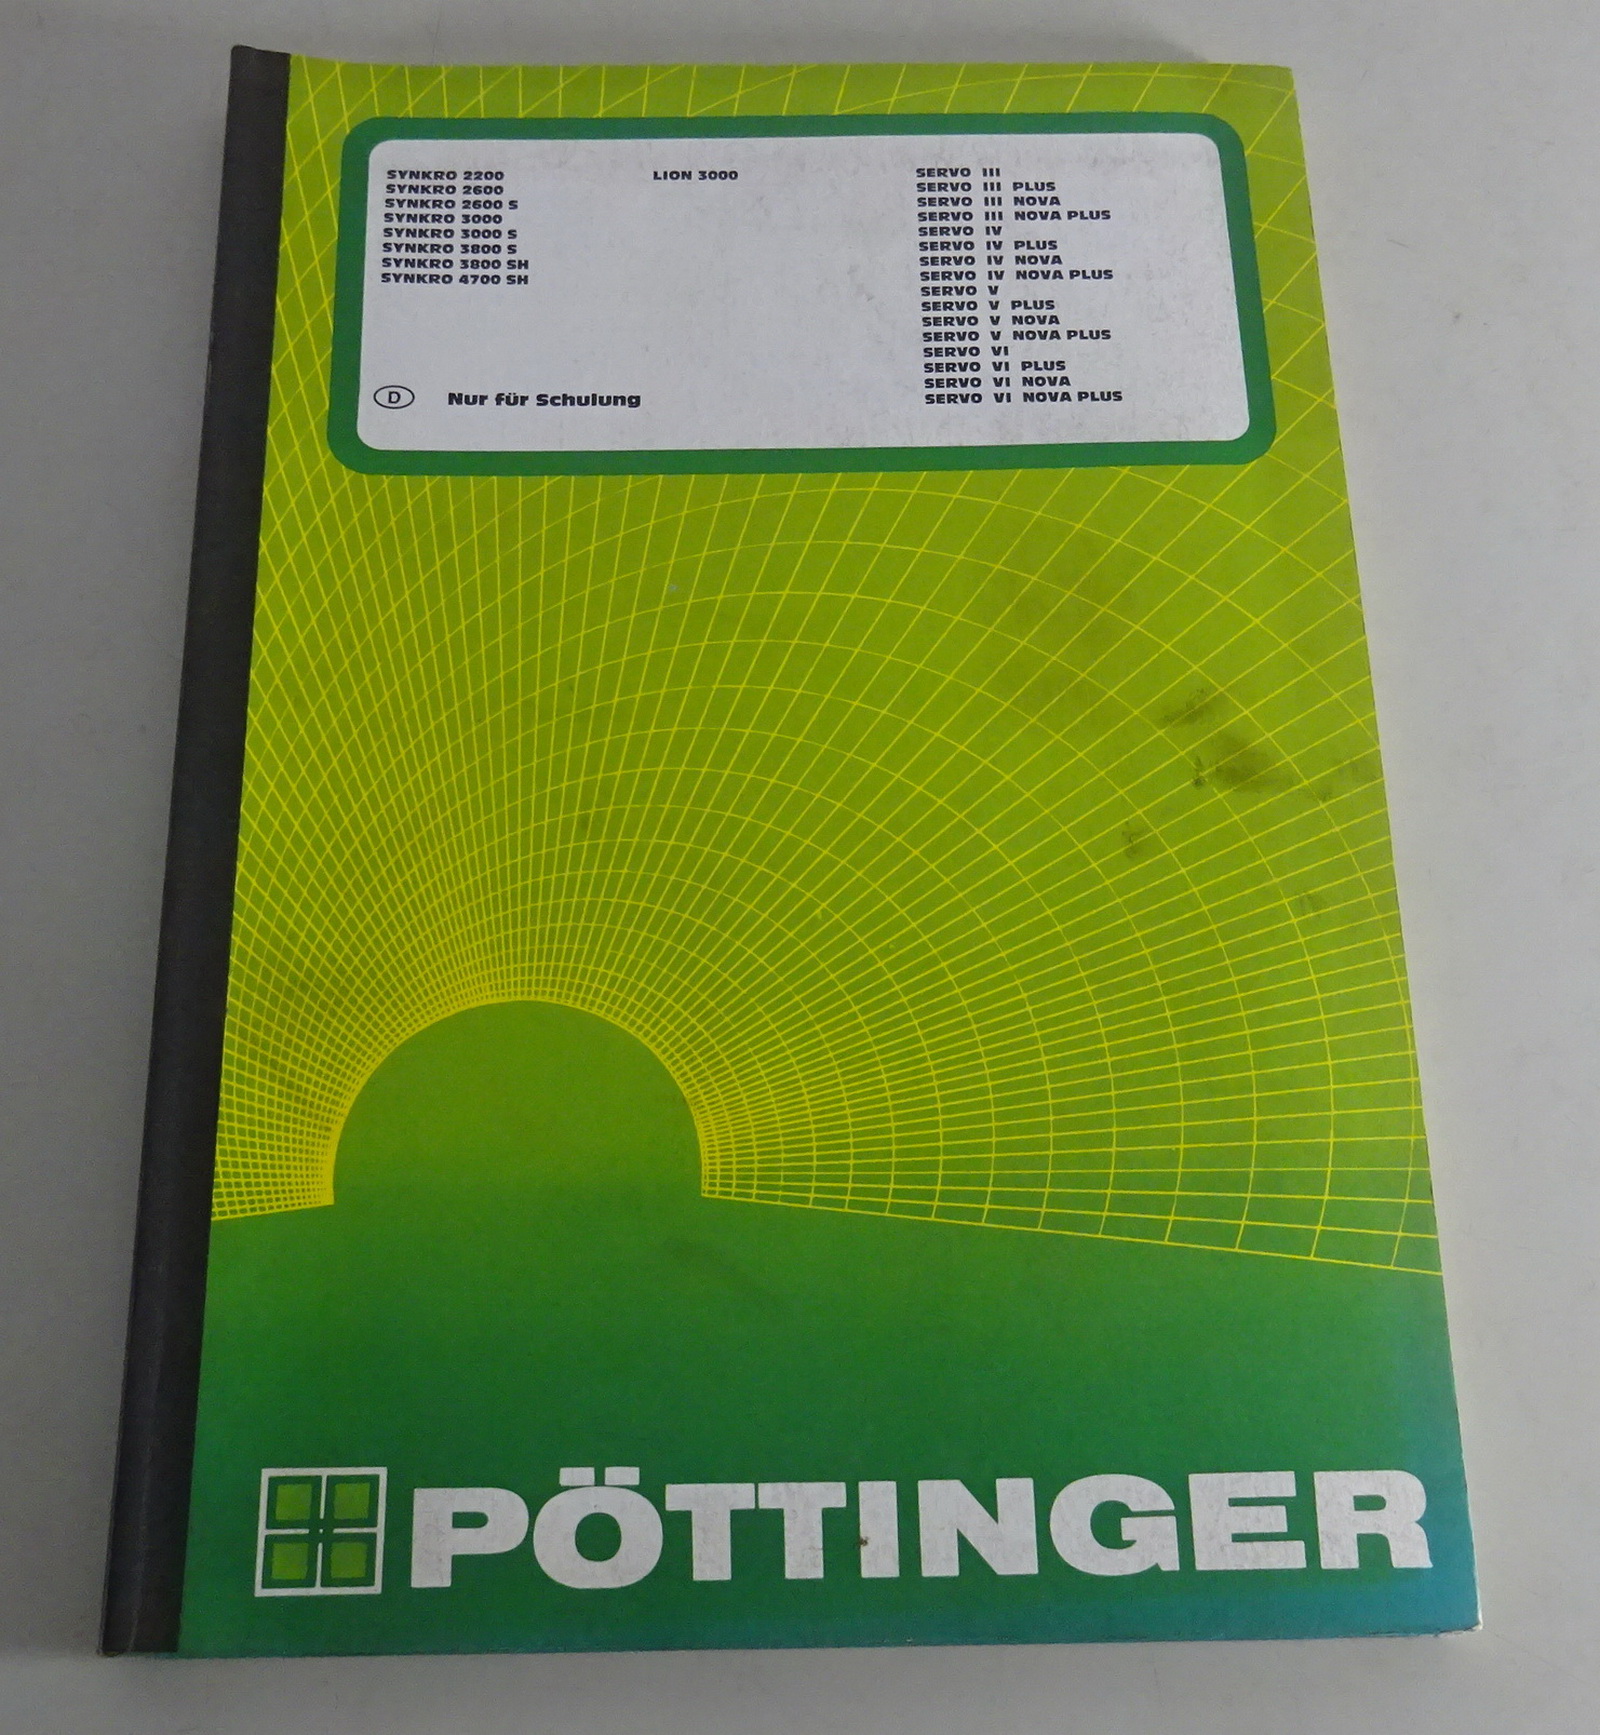 SYNKRO 2200
SYNKRO 2600
SYNKRO 2600 S
SYNKRO 3000
SYNKRO 3000 S
SYNKRO 3800 S
SYNKRO 3800 SH
SYNKRO 4700 SH
LION 3000
SERVO III
SERVO III PLUS
SERVO III NOVA
SERVO III NOVA PLUS
SERVO IV
SERVO IV PLUS
SERVO IV NOVA
SERVO IV NOVA PLUS
SERVO V
SERVO V PLUS
SERVO V NOVA
SERVO V NOVA PLUS
SERVO VI
SERVO VI PLUS
SERVO VI NOVA
SERVO VI NOVA PLUS
D Nur für Schulung
PÖTTINGER